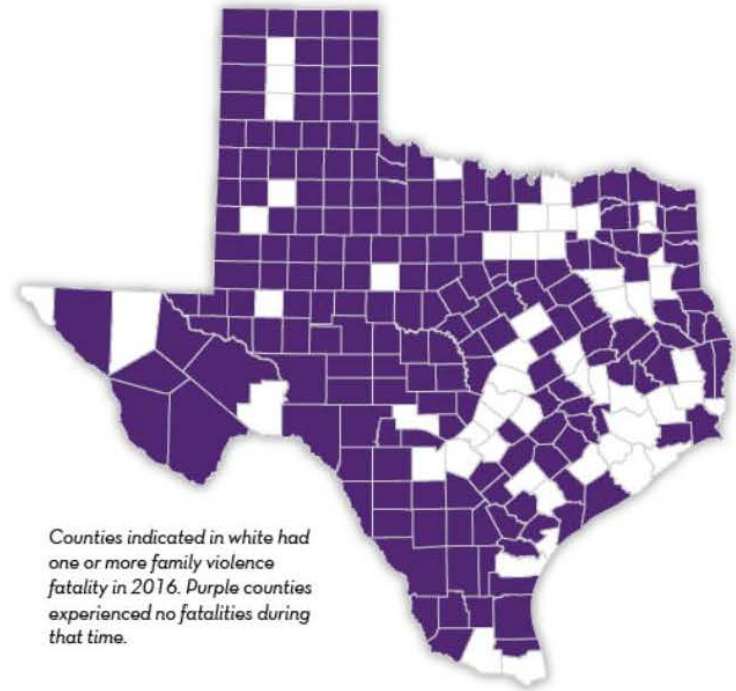 Counties indicated in white had
one or more family violence
fatality in 2016. Purple counties
experienced no fatalities during
that time.